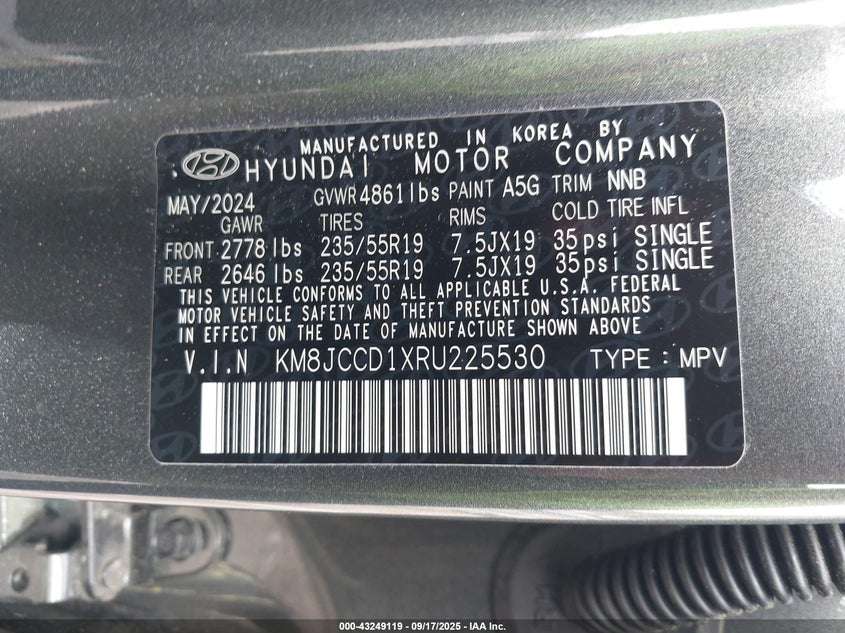 MANUFACTURED IN KOREA BY
HYUNDAI MOTOR COMPANY
MAY/2024 GVWR 4861lbs PAINT A5G TRIM NNB
GAWR TIRES RIMS COLD TIRE INFL
FRONT 2778 lbs 235/55R19 7.5JX19 35psi SINGLE
REAR 2646 lbs 235/55R19 7.5JX19 35psi SINGLE
THIS VEHICLE CONFORMS TO ALL APPLICABLE U.S.A. FEDERAL
MOTOR VEHICLE SAFETY AND THEFT PREVENTION STANDARDS
IN EFFECT ON THE DATE OF MANUFACTURE SHOWN ABOVE
V.I.N KM8JCCD1XRU225530 TYPE : MPV
000-43249119 - 09/17/2025 - IAA Inc.